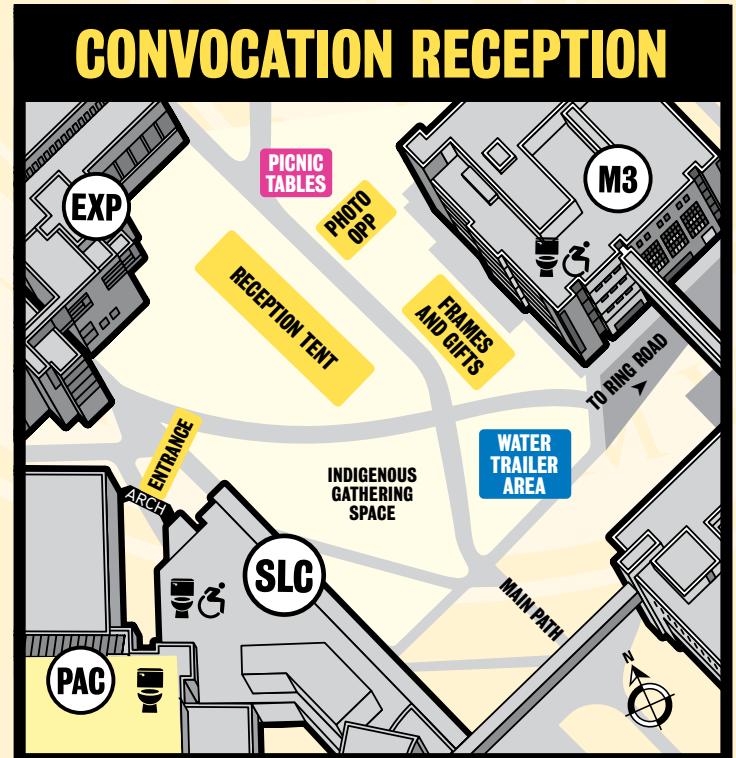 CONVOCATION RECEPTION
PICNIC
TABLES
M3
EXP
PHOTO
OPP
RECEPTION TENT
FRAMES
AND GIFTS
TO RING ROAD
ENTRANCE
ARCH
WATER
TRAILER
AREA
INDIGENOUS
GATHERING
SPACE
SLC
MAIN PATH
PAC
N